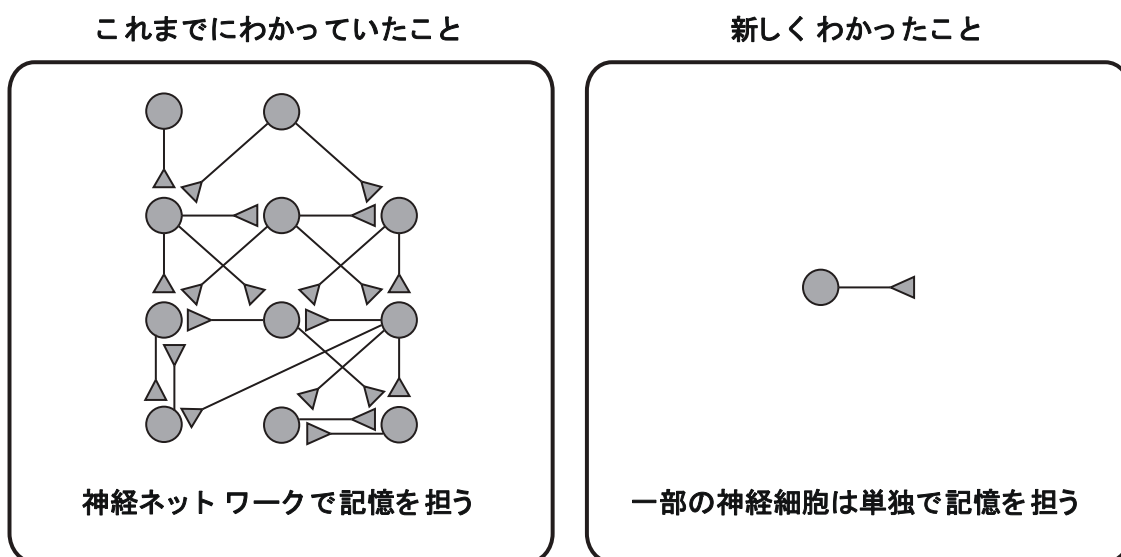 これまでにわかっていたこと
新しくわかったこと
神経ネットワークで記憶を担う
一部の神経細胞は単独で記憶を担う